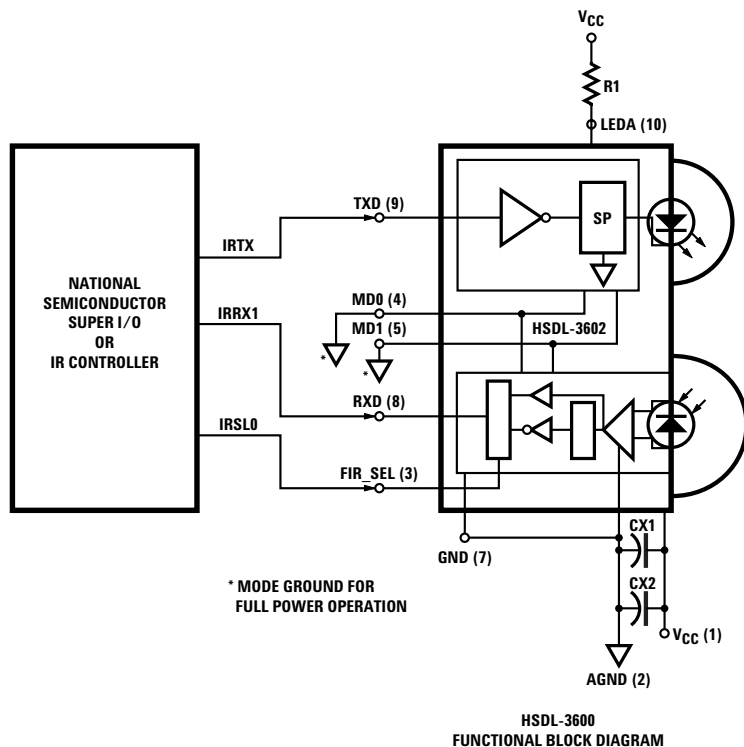 VCC
R1
LEDA (10)
TXD (9)
SP
IRTX
NATIONAL
SEMICONDUCTOR
SUPER I/O
OR
IR CONTROLLER
MD0 (4)
MD1 (5)
HSDL-3602
*
*
IRRX1
RXD (8)
IRSL0
FIR_SEL (3)
GND (7)
CX1
CX2
* MODE GROUND FOR
FULL POWER OPERATION
VCC (1)
AGND (2)
HSDL-3600
FUNCTIONAL BLOCK DIAGRAM